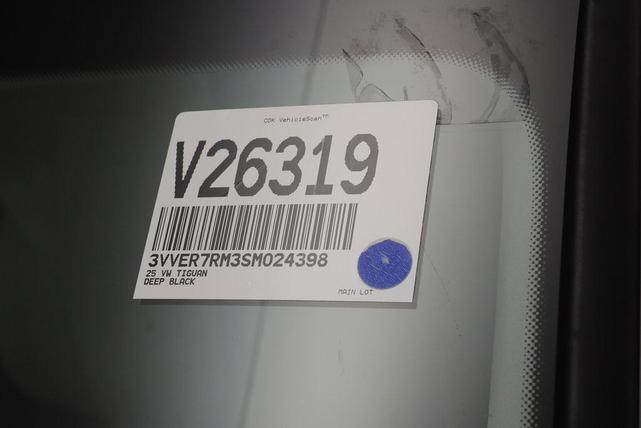 CDK VehicleScan™
V26319
3VVER7RM3SM024398
25 VW TIGUAN
DEEP BLACK
MAIN LOT